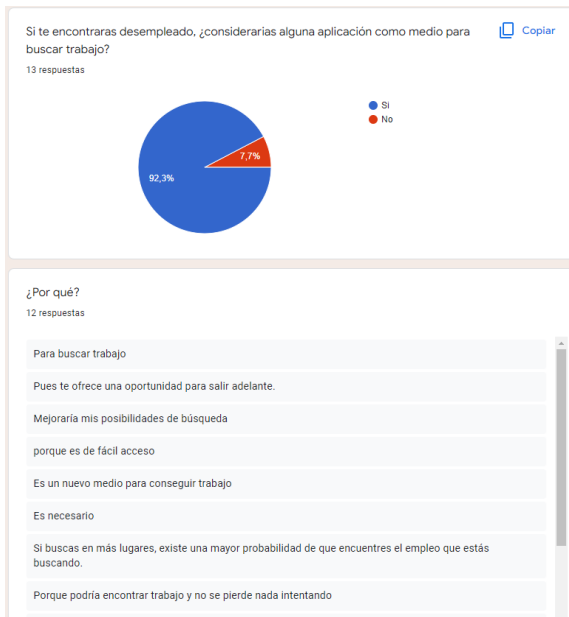 Si te encontraras desempleado, ¿considerarias alguna aplicación como medio para
buscar trabajo?
Copiar
13 respuestas
Si
No
7,7%
92,3%
¿Por qué?
12 respuestas
Para buscar trabajo
Pues te ofrece una oportunidad para salir adelante.
Mejoraría mis posibilidades de búsqueda
porque es de fácil acceso
Es un nuevo medio para conseguir trabajo
Es necesario
Si buscas en más lugares, existe una mayor probabilidad de que encuentres el empleo que estás
buscando.
Porque podría encontrar trabajo y no se pierde nada intentando